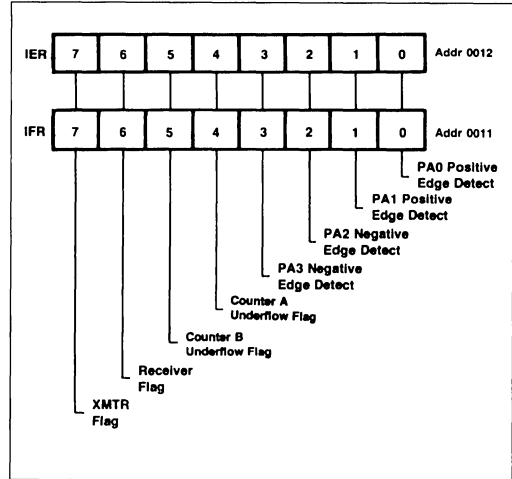 IER 7 6 5 4 3 2 1 0 Addr 0012
IFR 7 6 5 4 3 2 1 0 Addr 0011
PA0 Positive
Edge Detect
PA1 Positive
Edge Detect
PA2 Negative
Edge Detect
PA3 Negative
Edge Detect
Counter A
Underflow Flag
Counter B
Underflow Flag
Receiver
Flag
XMTR
Flag